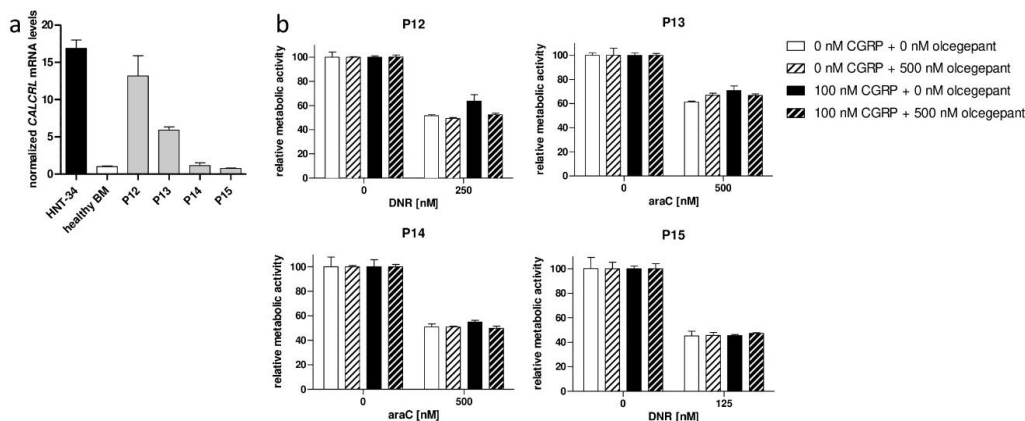 a
normalized CALCRL mRNA levels
20
15
10
5
0
HNT-34
healthy BM
P12
P13
P14
P15
b
P12
relative metabolic activity
100
80
60
40
20
0
0
250
DNR [nM]
P13
relative metabolic activity
100
80
60
40
20
0
0
500
araC [nM]
0 nM CGRP + 0 nM olcegepant
0 nM CGRP + 500 nM olcegepant
100 nM CGRP + 0 nM olcegepant
100 nM CGRP + 500 nM olcegepant
P14
relative metabolic activity
100
80
60
40
20
0
0
500
araC [nM]
P15
relative metabolic activity
100
80
60
40
20
0
0
125
DNR [nM]